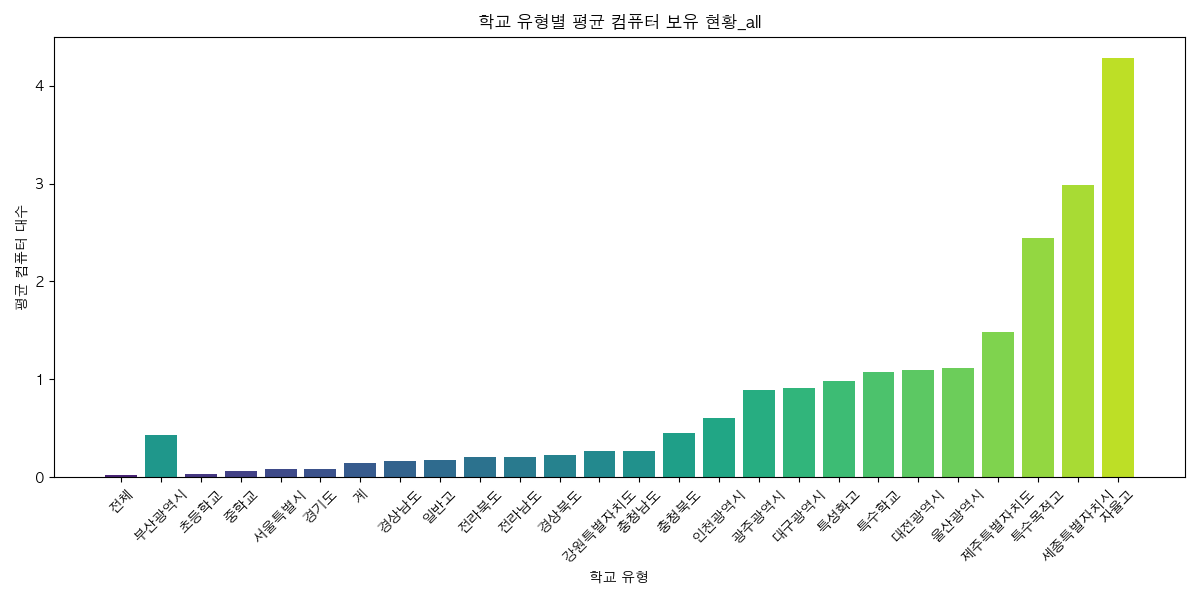 학교 유형별 평균 컴퓨터 보유 현황_all
평균 컴퓨터 대수
4
3
2
1
0
전체
부산광역시
초등학교
중학교
서울특별시
경기도
계
경상남도
일반고
전라북도
전라남도
경상북도
강원특별자치도
충청남도
충청북도
인천광역시
광주광역시
대구광역시
특성화고
특수학교
대전광역시
울산광역시
제주특별자치도
특수목적고
세종특별자치시
자율고
학교 유형